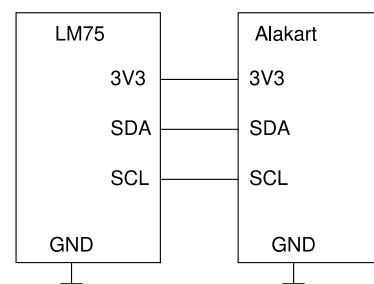 LM75 Alakart
3V3 3V3
SDA SDA
SCL SCL
GND GND